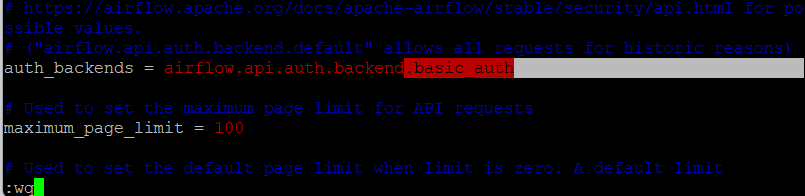 # https://airflow.apache.org/docs/apache-airflow/stable/security/api.html for po
ssible values.
# ("airflow.api.auth.backend.default" allows all requests for historic reasons)
auth_backends = airflow.api.auth.backend.basic_auth
# Used to set the maximum page limit for API requests
maximum_page_limit = 100
# Used to set the default page limit when limit is zero. A default limit
:wq